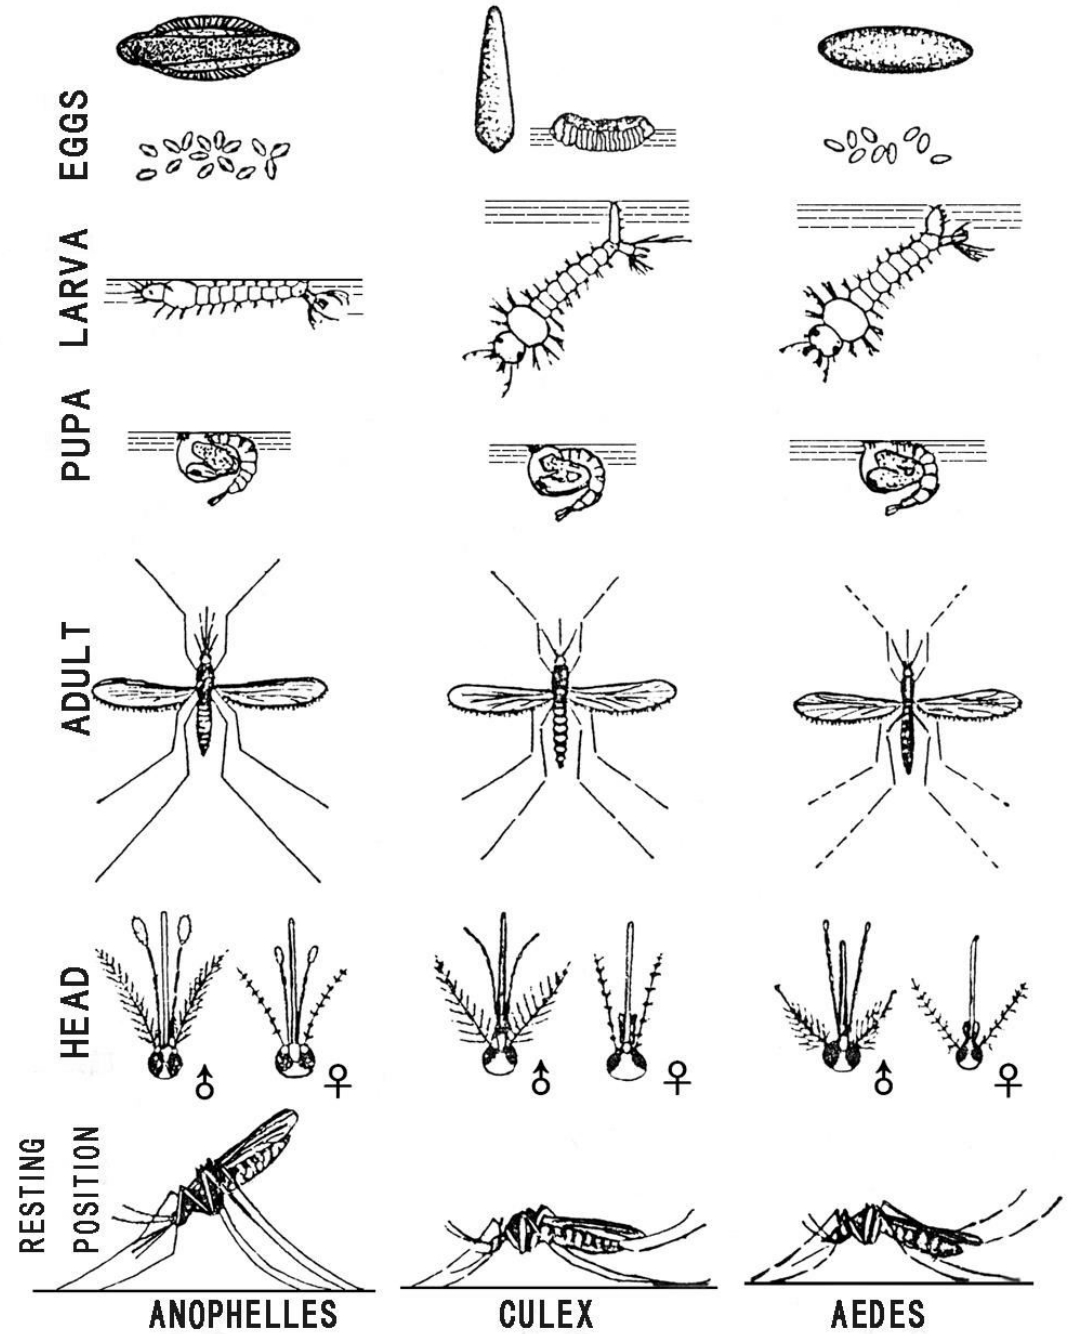 EGGS
LARVA
PUPA
ADULT
HEAD
♂ ♀ ♂ ♀ ♂ ♀
RESTING
POSITION
ANOPHELLES CULEX AEDES